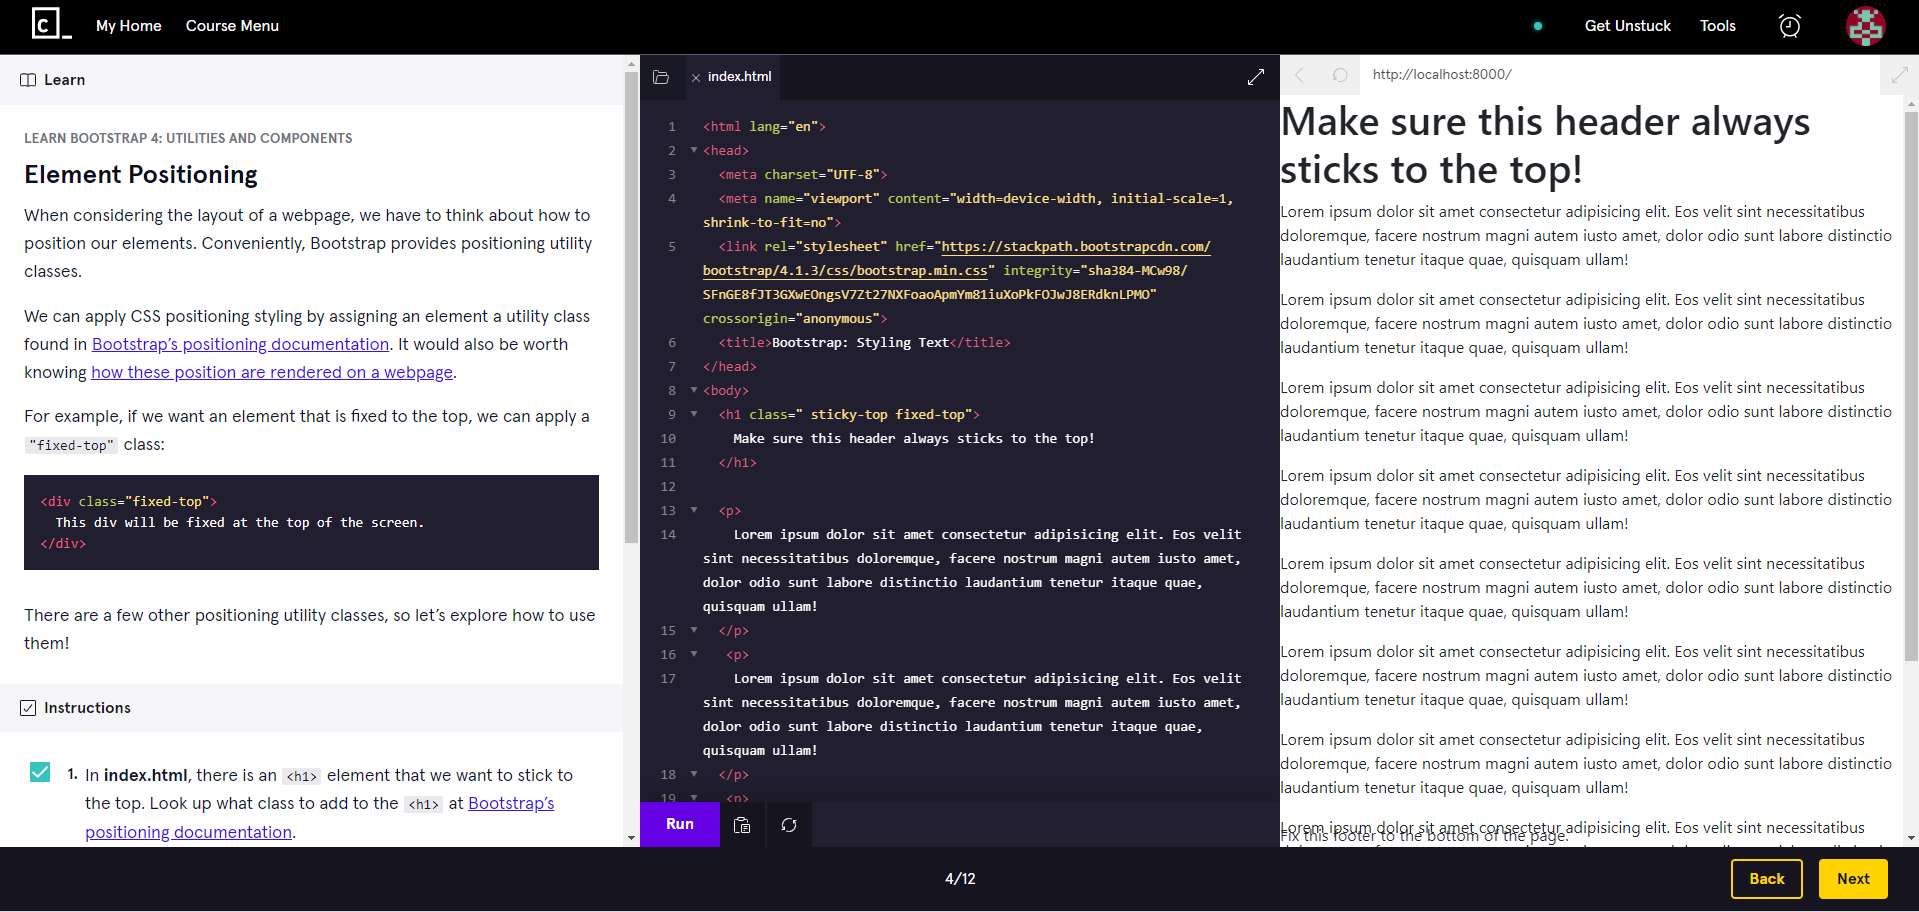 C_ My Home Course Menu Get Unstuck Tools
Learn
LEARN BOOTSTRAP 4: UTILITIES AND COMPONENTS
Element Positioning
When considering the layout of a webpage, we have to think about how to
position our elements. Conveniently, Bootstrap provides positioning utility
classes.
We can apply CSS positioning styling by assigning an element a utility class
found in Bootstrap's positioning documentation. It would also be worth
knowing how these position are rendered on a webpage.
For example, if we want an element that is fixed to the top, we can apply a
"fixed-top" class:
<div class="fixed-top">
This div will be fixed at the top of the screen.
</div>
There are a few other positioning utility classes, so let's explore how to use
them!
Instructions
1. In index.html, there is an <h1> element that we want to stick to
the top. Look up what class to add to the <h1> at Bootstrap's
positioning documentation.
× index.html
1 <html lang="en">
2 <head>
3 <meta charset="UTF-8">
4 <meta name="viewport" content="width=device-width, initial-scale=1,
shrink-to-fit=no">
5 <link rel="stylesheet" href="https://stackpath.bootstrapcdn.com/
bootstrap/4.1.3/css/bootstrap.min.css" integrity="sha384-MCw98/
SFnGE8fJT3GXwEOngsV7Zt27NXFoaoApmYm81iuXoPkFOJwJ8ERdknLPMO"
crossorigin="anonymous">
6 <title>Bootstrap: Styling Text</title>
7 </head>
8 <body>
9 <h1 class=" sticky-top fixed-top">
10 Make sure this header always sticks to the top!
11 </h1>
12
13 <p>
14 Lorem ipsum dolor sit amet consectetur adipisicing elit. Eos velit
sint necessitatibus doloremque, facere nostrum magni autem iusto amet,
dolor odio sunt labore distinctio laudantium tenetur itaque quae,
quisquam ullam!
15 </p>
16 <p>
17 Lorem ipsum dolor sit amet consectetur adipisicing elit. Eos velit
sint necessitatibus doloremque, facere nostrum magni autem iusto amet,
dolor odio sunt labore distinctio laudantium tenetur itaque quae,
quisquam ullam!
18 </p>
19 <p>
Run
http://localhost:8000/
Make sure this header always
sticks to the top!
Lorem ipsum dolor sit amet consectetur adipisicing elit. Eos velit sint necessitatibus
doloremque, facere nostrum magni autem iusto amet, dolor odio sunt labore distinctio
laudantium tenetur itaque quae, quisquam ullam!
Lorem ipsum dolor sit amet consectetur adipisicing elit. Eos velit sint necessitatibus
doloremque, facere nostrum magni autem iusto amet, dolor odio sunt labore distinctio
laudantium tenetur itaque quae, quisquam ullam!
Lorem ipsum dolor sit amet consectetur adipisicing elit. Eos velit sint necessitatibus
doloremque, facere nostrum magni autem iusto amet, dolor odio sunt labore distinctio
laudantium tenetur itaque quae, quisquam ullam!
Lorem ipsum dolor sit amet consectetur adipisicing elit. Eos velit sint necessitatibus
doloremque, facere nostrum magni autem iusto amet, dolor odio sunt labore distinctio
laudantium tenetur itaque quae, quisquam ullam!
Lorem ipsum dolor sit amet consectetur adipisicing elit. Eos velit sint necessitatibus
doloremque, facere nostrum magni autem iusto amet, dolor odio sunt labore distinctio
laudantium tenetur itaque quae, quisquam ullam!
Lorem ipsum dolor sit amet consectetur adipisicing elit. Eos velit sint necessitatibus
doloremque, facere nostrum magni autem iusto amet, dolor odio sunt labore distinctio
laudantium tenetur itaque quae, quisquam ullam!
Lorem ipsum dolor sit amet consectetur adipisicing elit. Eos velit sint necessitatibus
doloremque, facere nostrum magni autem iusto amet, dolor odio sunt labore distinctio
laudantium tenetur itaque quae, quisquam ullam!
Lorem ipsum dolor sit amet consectetur adipisicing elit. Eos velit sint necessitatibus
Fix this footer to the bottom of the page.
4/12
Back Next